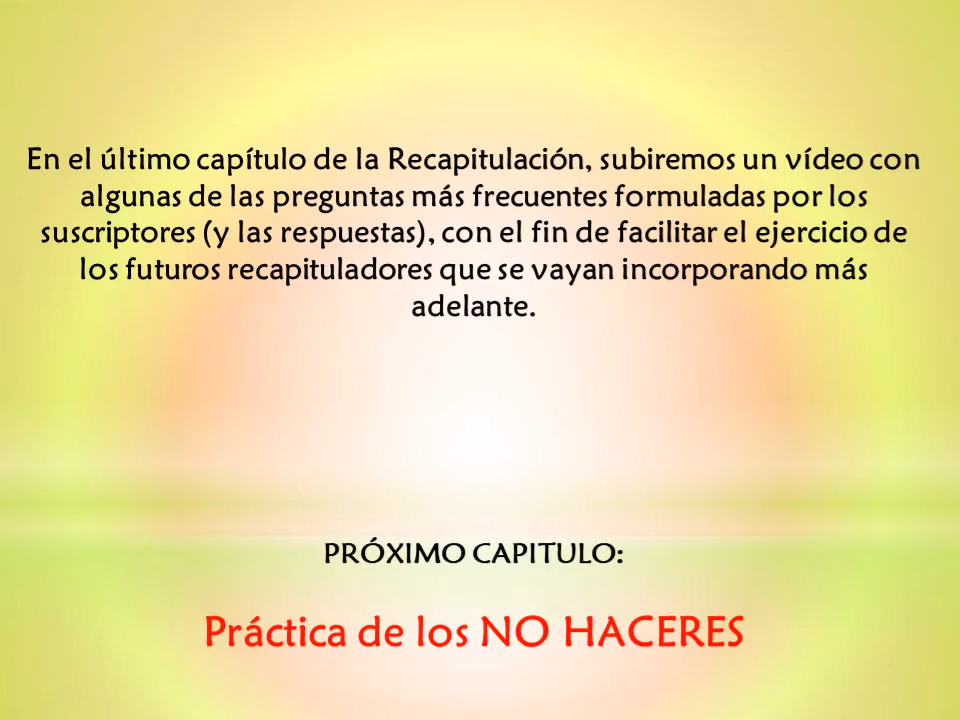 En el último capítulo de la Recapitulación, subiremos un vídeo con
algunas de las preguntas más frecuentes formuladas por los
suscriptores (y las respuestas), con el fin de facilitar el ejercicio de
los futuros recapituladores que se vayan incorporando más
adelante.
PRÓXIMO CAPITULO:
Práctica de los NO HACERES